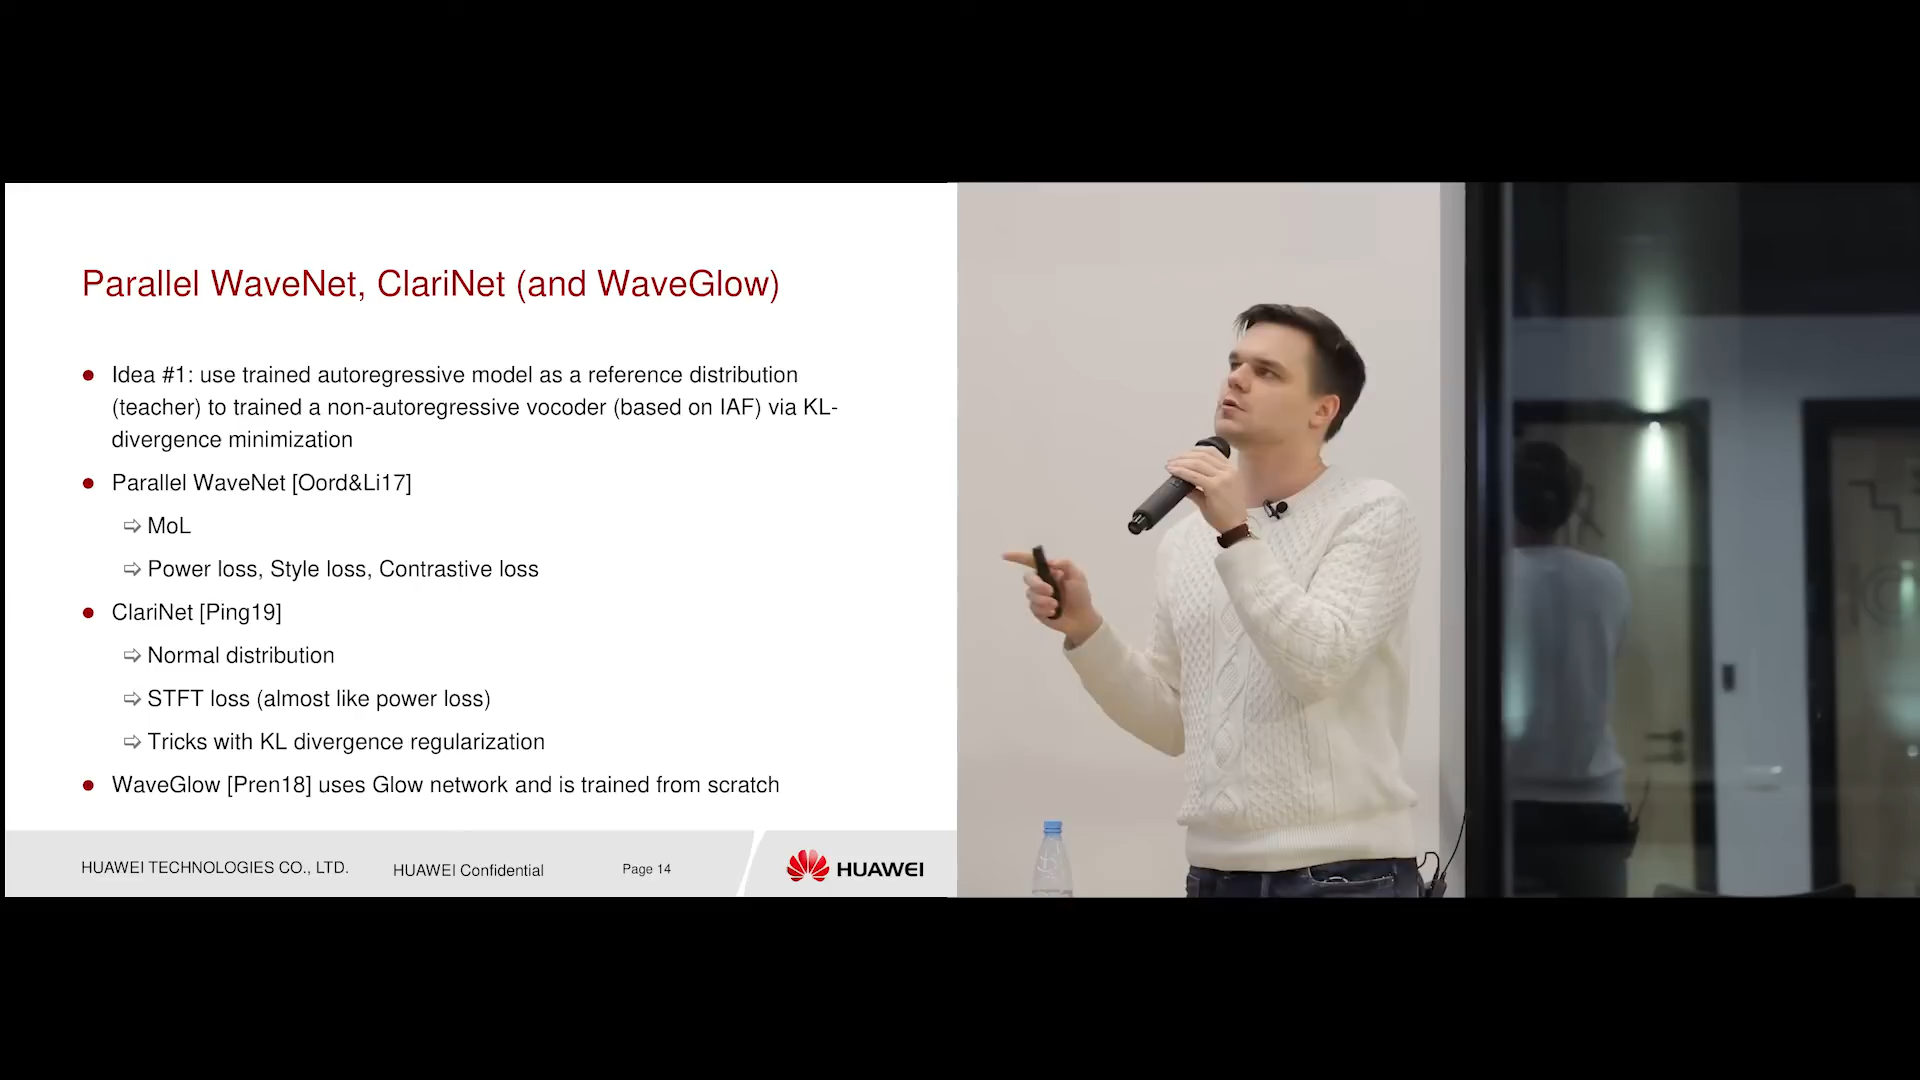 Parallel WaveNet, ClariNet (and WaveGlow)
● Idea #1: use trained autoregressive model as a reference distribution
(teacher) to trained a non-autoregressive vocoder (based on IAF) via KL-
divergence minimization
● Parallel WaveNet [Oord&Li17]
⇨ MoL
⇨ Power loss, Style loss, Contrastive loss
● ClariNet [Ping19]
⇨ Normal distribution
⇨ STFT loss (almost like power loss)
⇨ Tricks with KL divergence regularization
● WaveGlow [Pren18] uses Glow network and is trained from scratch
HUAWEI TECHNOLOGIES CO., LTD. HUAWEI Confidential Page 14 HUAWEI